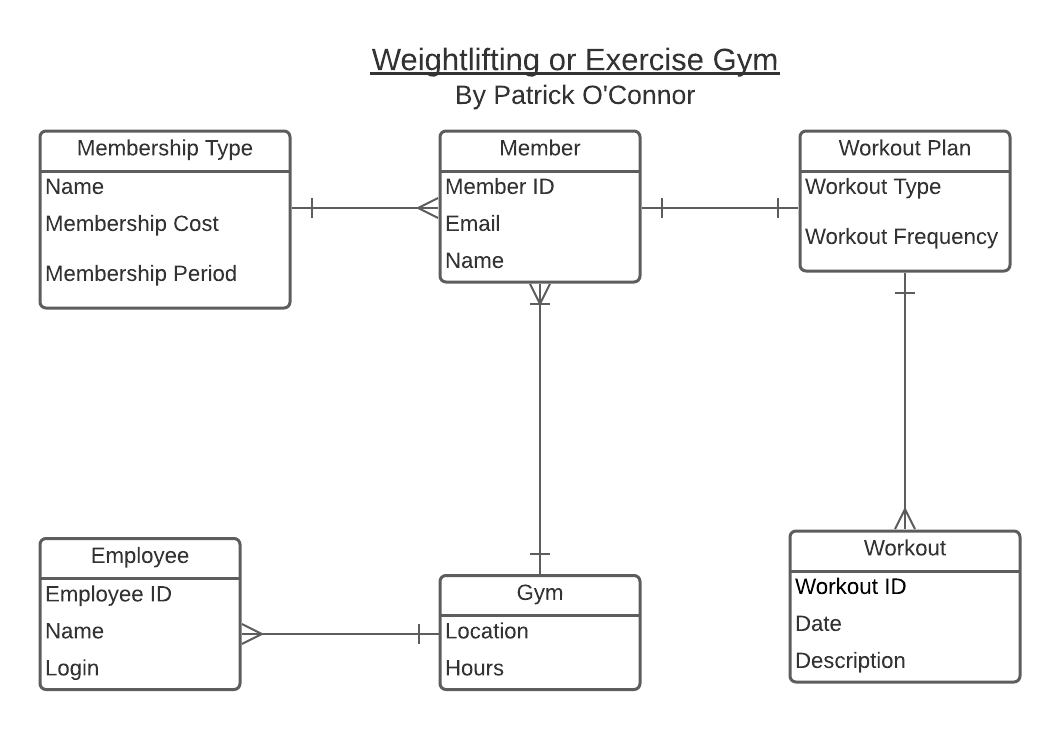 Weightlifting or Exercise Gym
By Patrick O'Connor
Membership Type
Name
Membership Cost
Membership Period
Member
Member ID
Email
Name
Workout Plan
Workout Type
Workout Frequency
Employee
Employee ID
Name
Login
Gym
Location
Hours
Workout
Workout ID
Date
Description